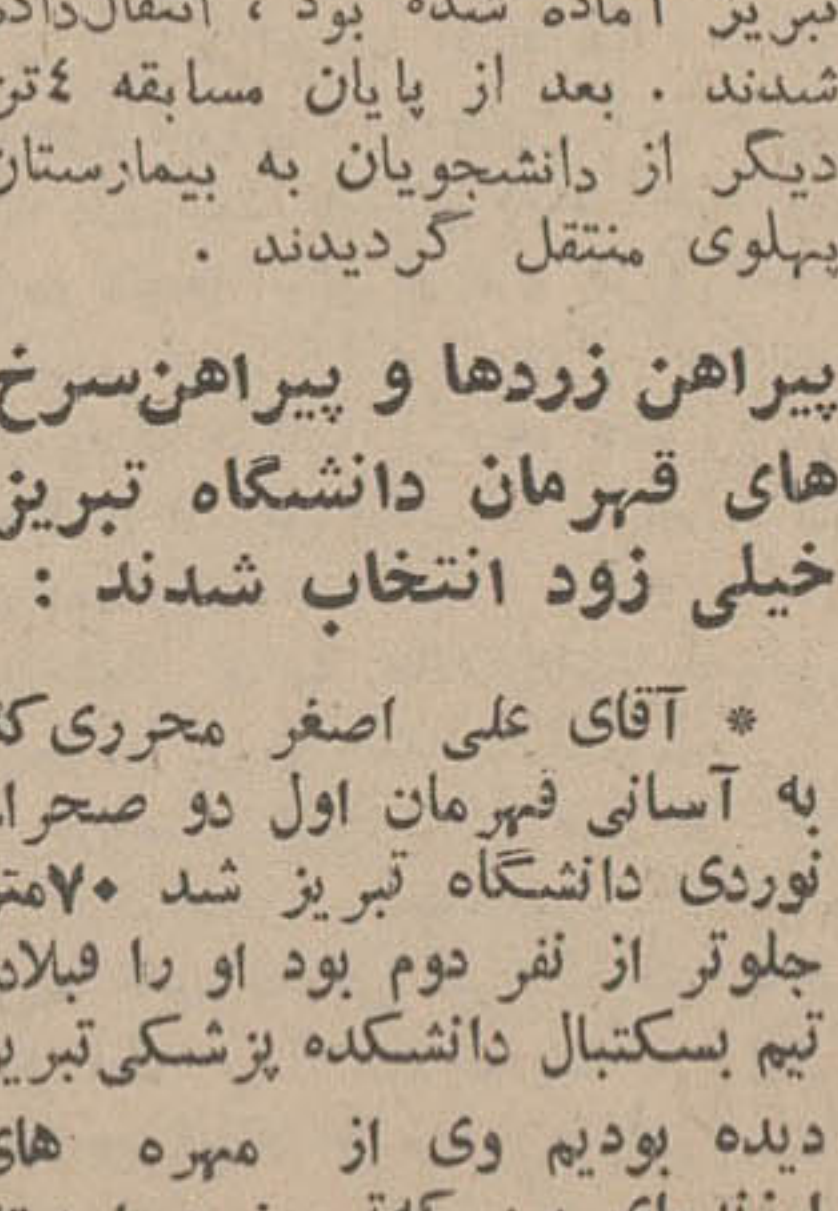 تبریز آماده شده بود ، انتقال‌داده
شدند . بعد از پایان مسابقه ٤تن
دیگر از دانشجویان به بیمارستان
پهلوی منتقل گردیدند .
پیراهن زردها و پیراهن‌سرخ
های قهرمان دانشگاه تبریز
خیلی زود انتخاب شدند :
* آقای علی اصغر محرری‌که
به آسانی قهرمان اول دو صحرا
نوردی دانشگاه تبریز شد ۷۰متر
جلوتر از نفر دوم بود او را قبلادر
تیم بسکتبال دانشکده پزشکی‌تبریز
دیده بودیم وی از مهره های